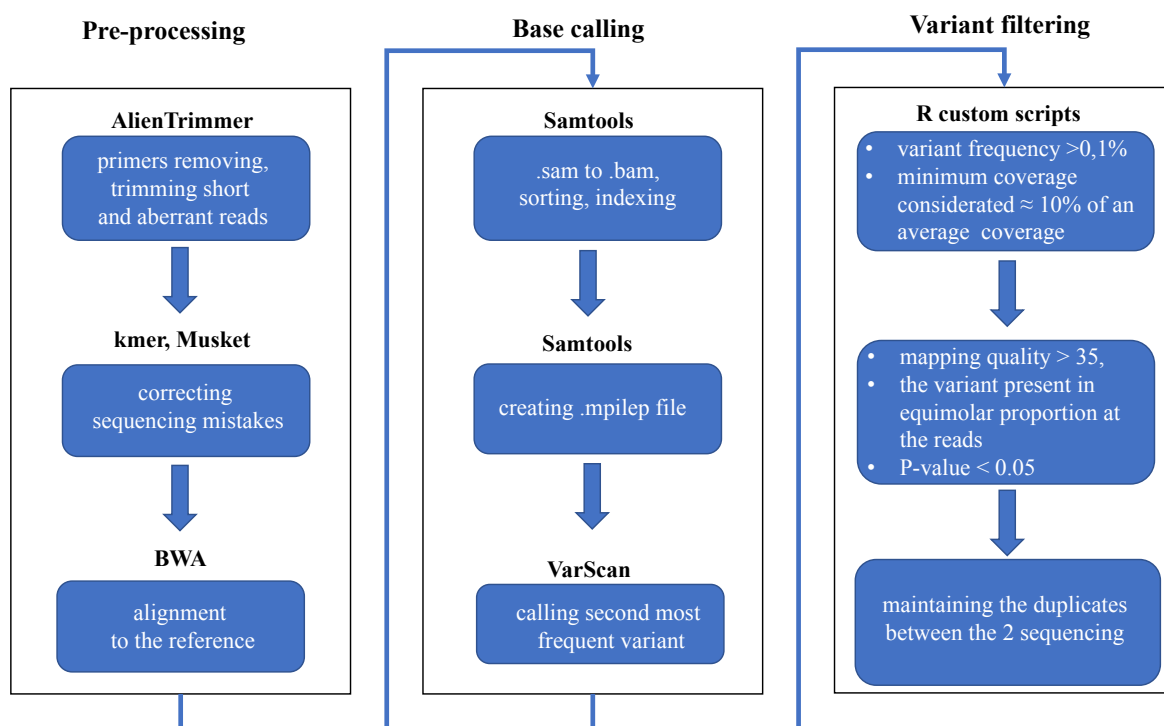 Pre-processing
AlienTrimmer
primers removing,
trimming short
and aberrant reads
kmer, Musket
correcting
sequencing mistakes
BWA
alignment
to the reference
Base calling
Samtools
.sam to .bam,
sorting, indexing
Samtools
creating .mpilep file
VarScan
calling second most
frequent variant
Variant filtering
R custom scripts
• variant frequency >0,1%
• minimum coverage
considerated ≈ 10% of an
average coverage
• mapping quality > 35,
• the variant present in
equimolar proportion at
the reads
• P-value < 0.05
maintaining the duplicates
between the 2 sequencing